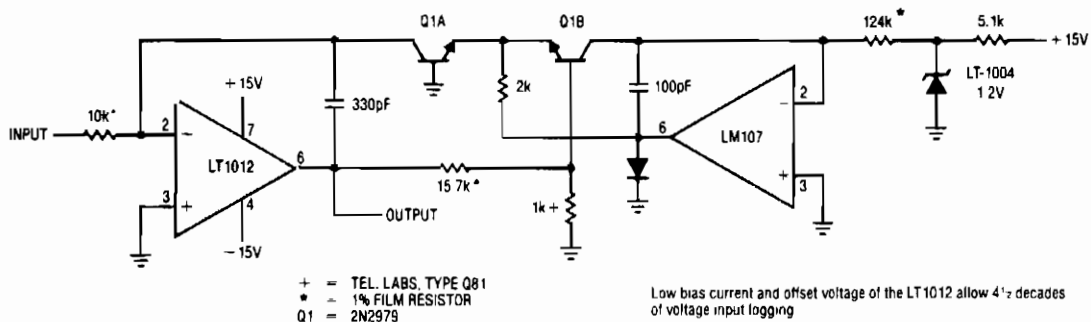 Q1A
Q1B
124k*
5.1k
+15V
+15V
330pF
2k
100pF
LT-1004
1 2V
10k*
INPUT
2
−
7
LT1012
6
3
+
4
−15V
6
LM107
2
−
+
3
15 7k*
OUTPUT
1k+
+ = TEL. LABS, TYPE Q81
* - 1% FILM RESISTOR
Q1 = 2N2979
Low bias current and offset voltage of the LT1012 allow 4 1/2 decades
of voltage input logging